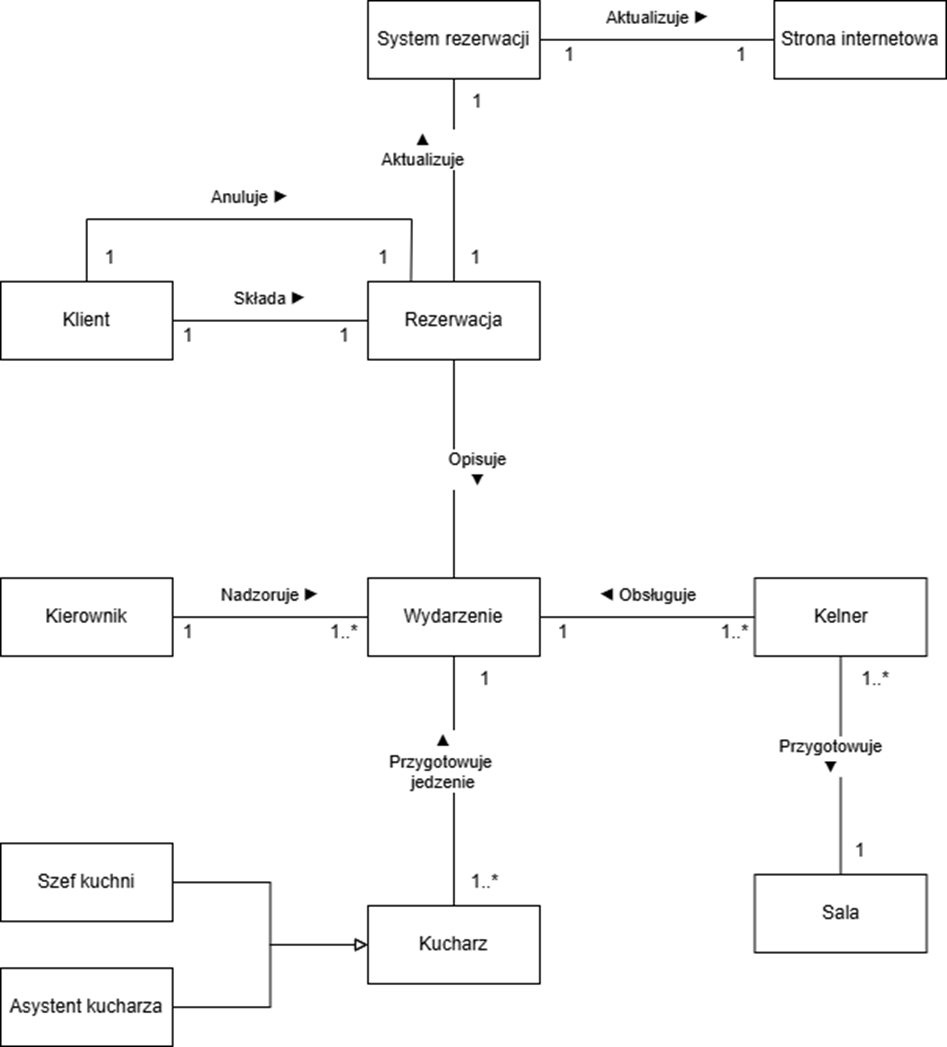 System rezerwacji
Aktualizuje ►
Strona internetowa
1
1
1
▲
Aktualizuje
Anuluje ►
1
1
1
Klient
Składa ►
Rezerwacja
1
1
Opisuje
▼
Kierownik
Nadzoruje ►
Wydarzenie
◄ Obsługuje
Kelner
1
1..*
1
1..*
1
1..*
▲
Przygotowuje
jedzenie
Przygotowuje
▼
1
Szef kuchni
1..*
Sala
Kucharz
Asystent kucharza